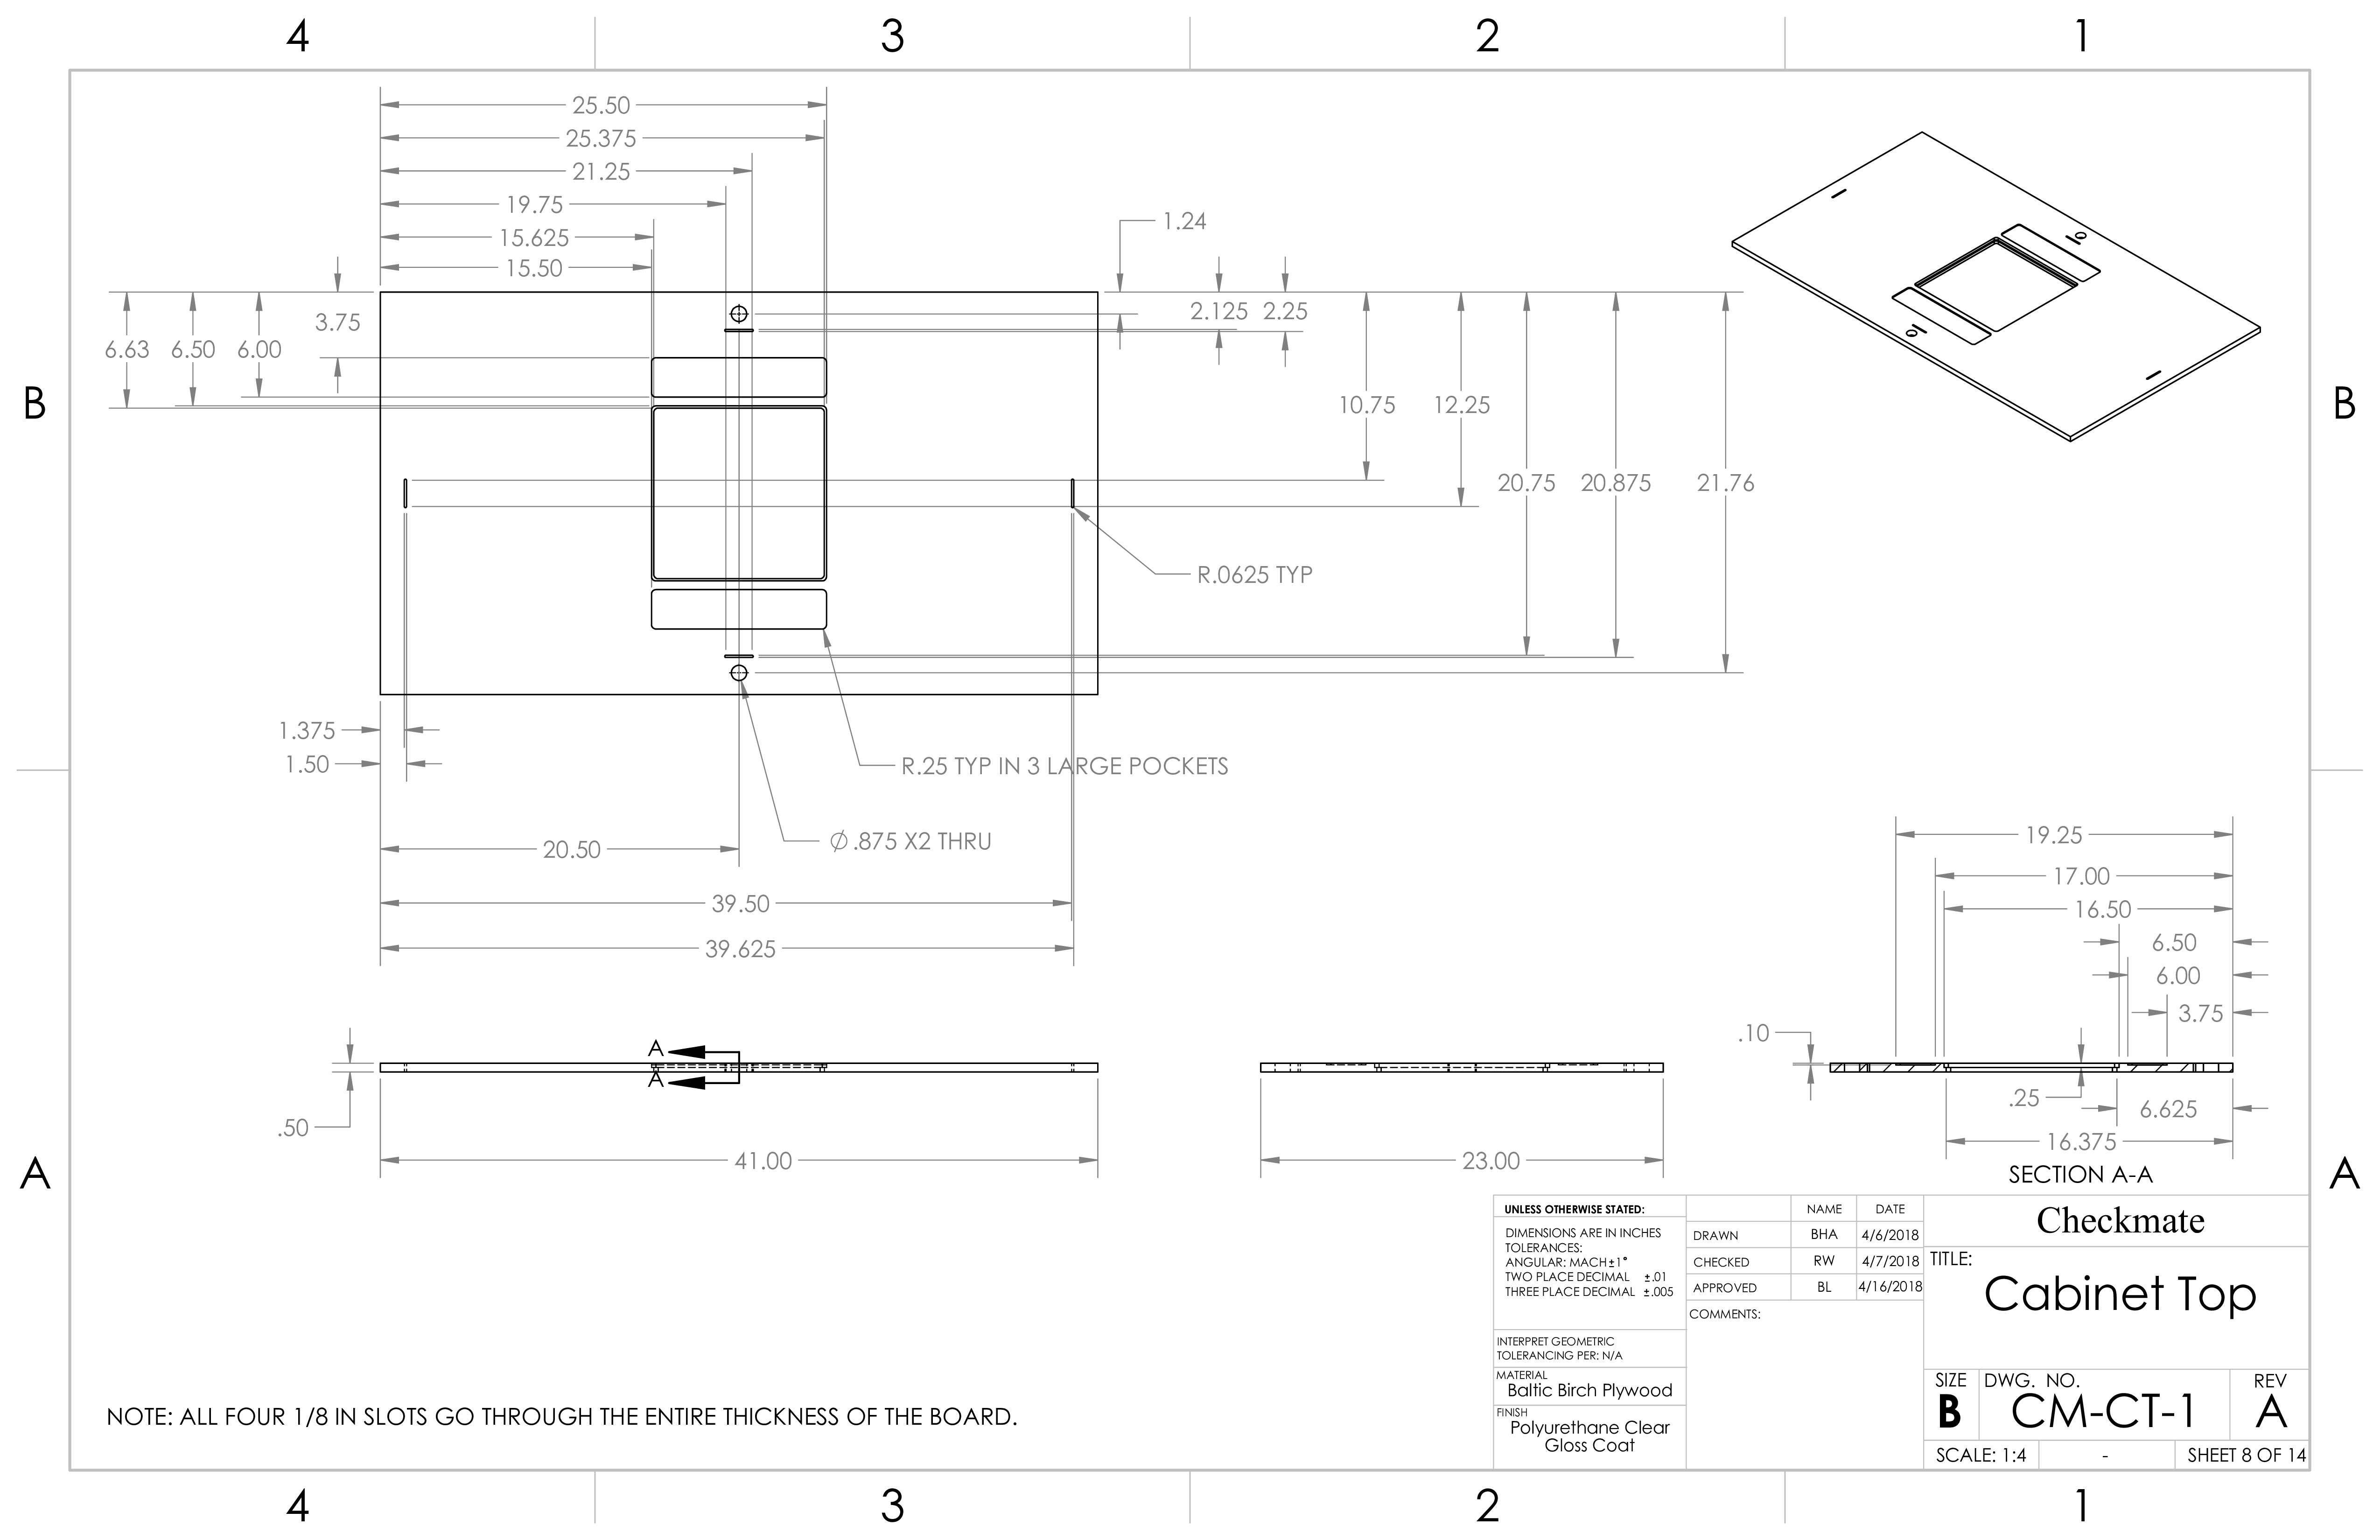 4 3 2 1
25.50
25.375
21.25
19.75
15.625
15.50
1.24
3.75
2.125 2.25
6.63 6.50 6.00
B B
10.75 12.25
20.75 20.875 21.76
R.0625 TYP
1.375
1.50
R.25 TYP IN 3 LARGE POCKETS
Ø .875 X2 THRU
20.50
39.50
39.625
19.25
17.00
16.50
6.50
6.00
3.75
.10
A
A
.25
6.625
.50
16.375
41.00
23.00
A A
SECTION A-A
UNLESS OTHERWISE STATED:
DIMENSIONS ARE IN INCHES
TOLERANCES:
ANGULAR: MACH±1°
TWO PLACE DECIMAL ±.01
THREE PLACE DECIMAL ±.005
INTERPRET GEOMETRIC
TOLERANCING PER: N/A
MATERIAL
Baltic Birch Plywood
FINISH
Polyurethane Clear
Gloss Coat
NAME DATE
DRAWN BHA 4/6/2018
CHECKED RW 4/7/2018
APPROVED BL 4/16/2018
COMMENTS:
Checkmate
TITLE:
Cabinet Top
SIZE DWG. NO. REV
B CM-CT-1 A
SCALE: 1:4 - SHEET 8 OF 14
NOTE: ALL FOUR 1/8 IN SLOTS GO THROUGH THE ENTIRE THICKNESS OF THE BOARD.
4 3 2 1